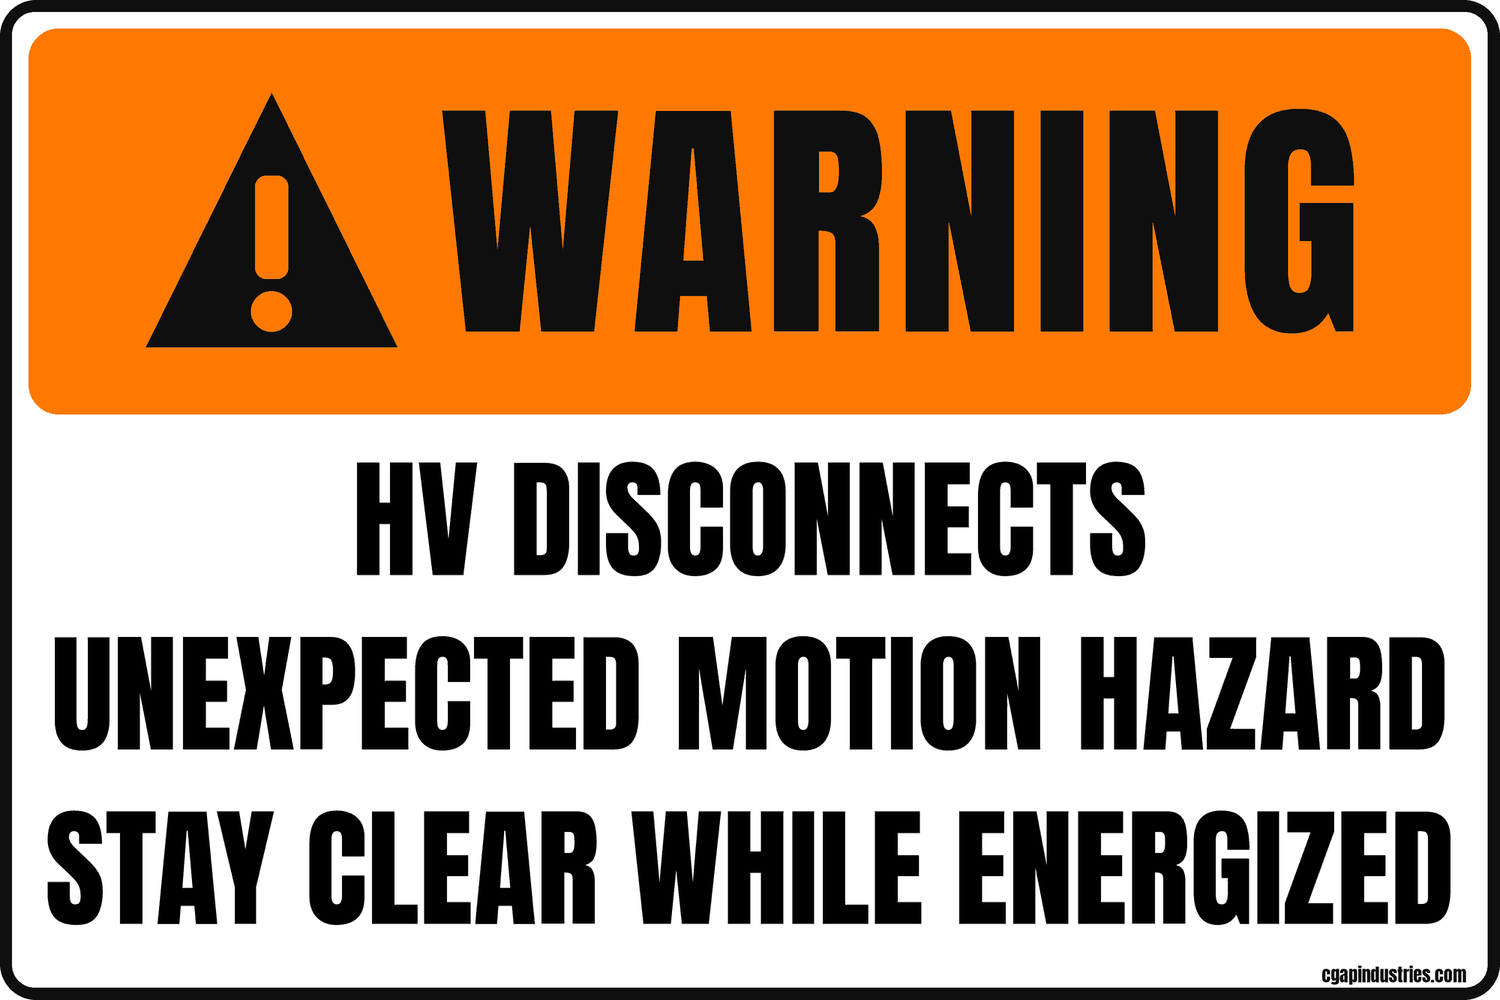 WARNING
HV DISCONNECTS
UNEXPECTED MOTION HAZARD
STAY CLEAR WHILE ENERGIZED
cgapindustries.com